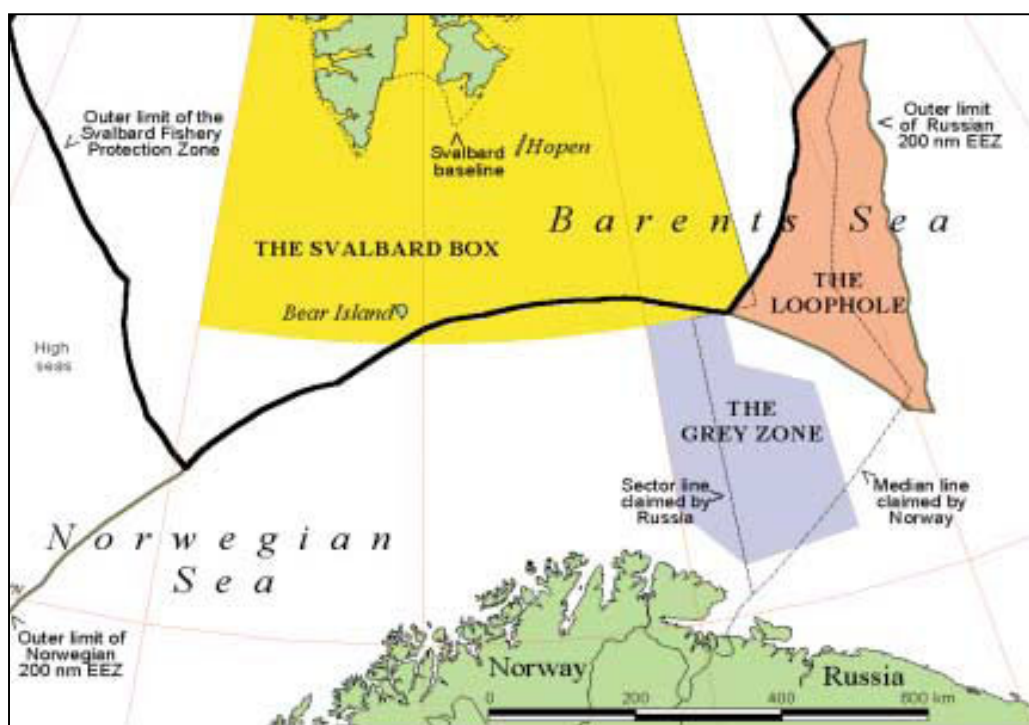 Outer limit of the
Svalbard Fishery
Protection Zone
Svalbard
baseline
Hopen
Outer limit
of Russian
200 nm EEZ
Barents Sea
THE SVALBARD BOX
THE
LOOPHOLE
Bear Island
High
seas
THE
GREY ZONE
Sector line
claimed by
Russia
Median line
claimed by
Norway
Norwegian
Sea
Outer limit of
Norwegian
200 nm EEZ
Norway
Russia
0 200 400 600 km